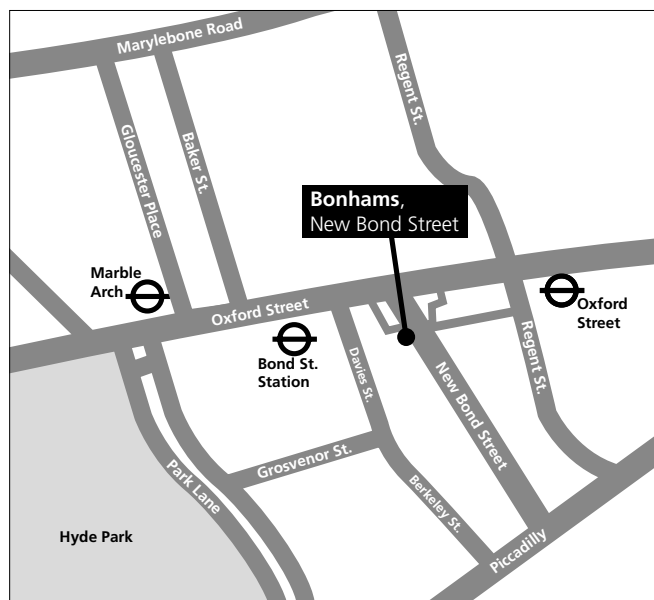 Marylebone Road
Regent St.
Gloucester Place
Baker St.
Bonhams,
New Bond Street
Marble
Arch
Oxford Street
Oxford
Street
Bond St.
Station
Davies St.
New Bond Street
Regent St.
Grosvenor St.
Park Lane
Berkeley St.
Hyde Park
Piccadilly